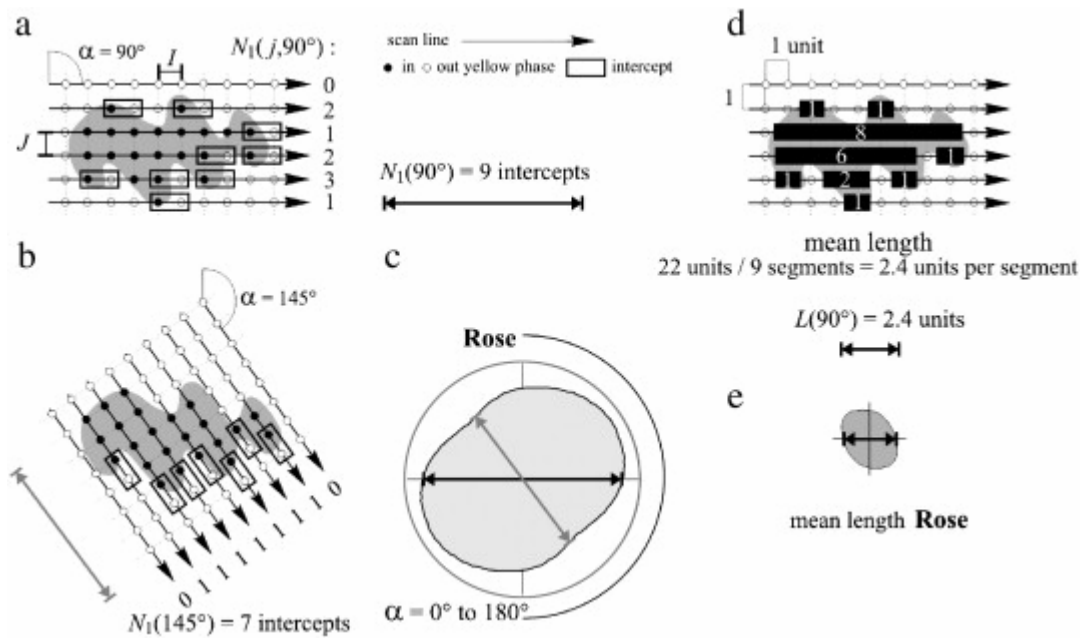 a
α = 90°
I
N₁(j,90°) :
0
2
1
2
3
1
J
scan line
in out yellow phase intercept
N₁(90°) = 9 intercepts
d
1 unit
1
1 1
8
6 1
1 2 1
1
mean length
22 units / 9 segments = 2.4 units per segment
L(90°) = 2.4 units
b
α = 145°
0 1 1 1 1 1 1 1 0
N₁(145°) = 7 intercepts
c
Rose
α = 0° to 180°
e
mean length Rose